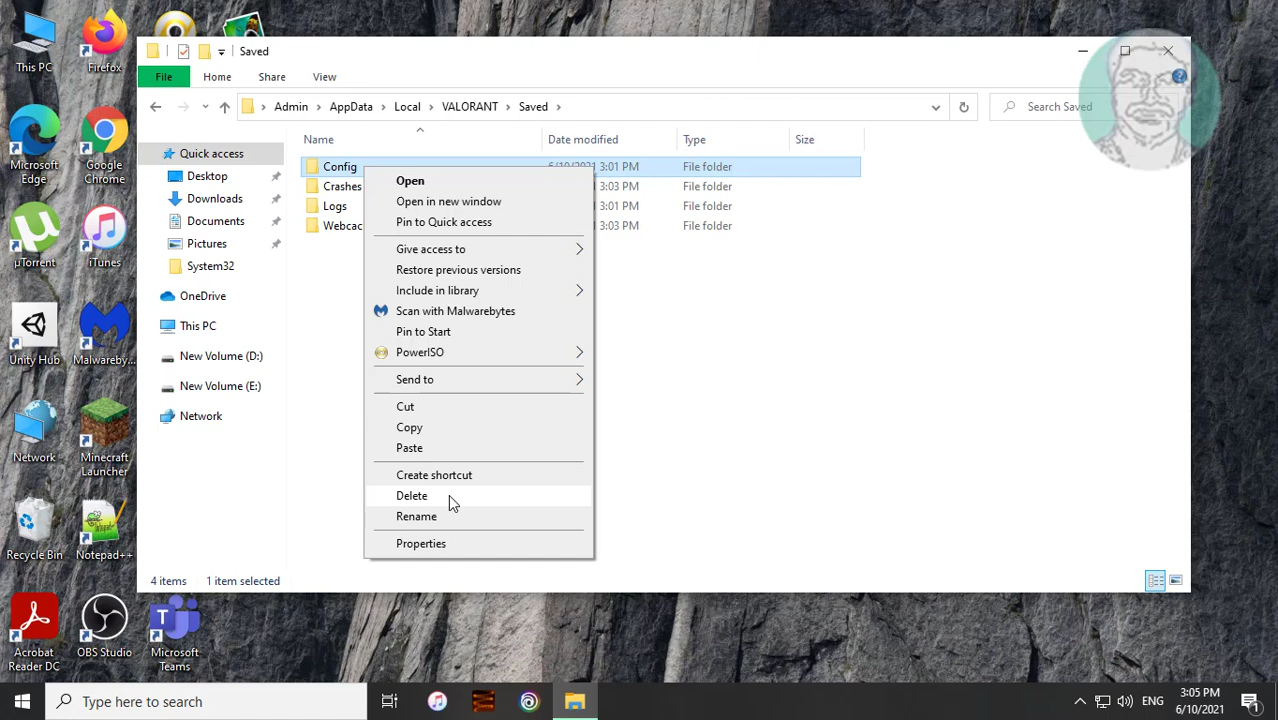 This PC
Firefox
Microsoft
Edge
Google
Chrome
µTorrent
iTunes
Unity Hub
Malwareby...
Network
Minecraft
Launcher
Recycle Bin
Notepad++
Acrobat
Reader DC
OBS Studio
Microsoft
Teams
Saved
File
Home
Share
View
Admin
AppData
Local
VALORANT
Saved
Search Saved
Name
Date modified
Type
Size
Quick access
Desktop
Downloads
Documents
Pictures
System32
OneDrive
This PC
New Volume (D:)
New Volume (E:)
Network
Config
3:01 PM
File folder
Crashes
3:03 PM
File folder
Logs
3:01 PM
File folder
Webcac
3:03 PM
File folder
Open
Open in new window
Pin to Quick access
Give access to
Restore previous versions
Include in library
Scan with Malwarebytes
Pin to Start
PowerISO
Send to
Cut
Copy
Paste
Create shortcut
Delete
Rename
Properties
4 items
1 item selected
Type here to search
ENG
3:05 PM
6/10/2021